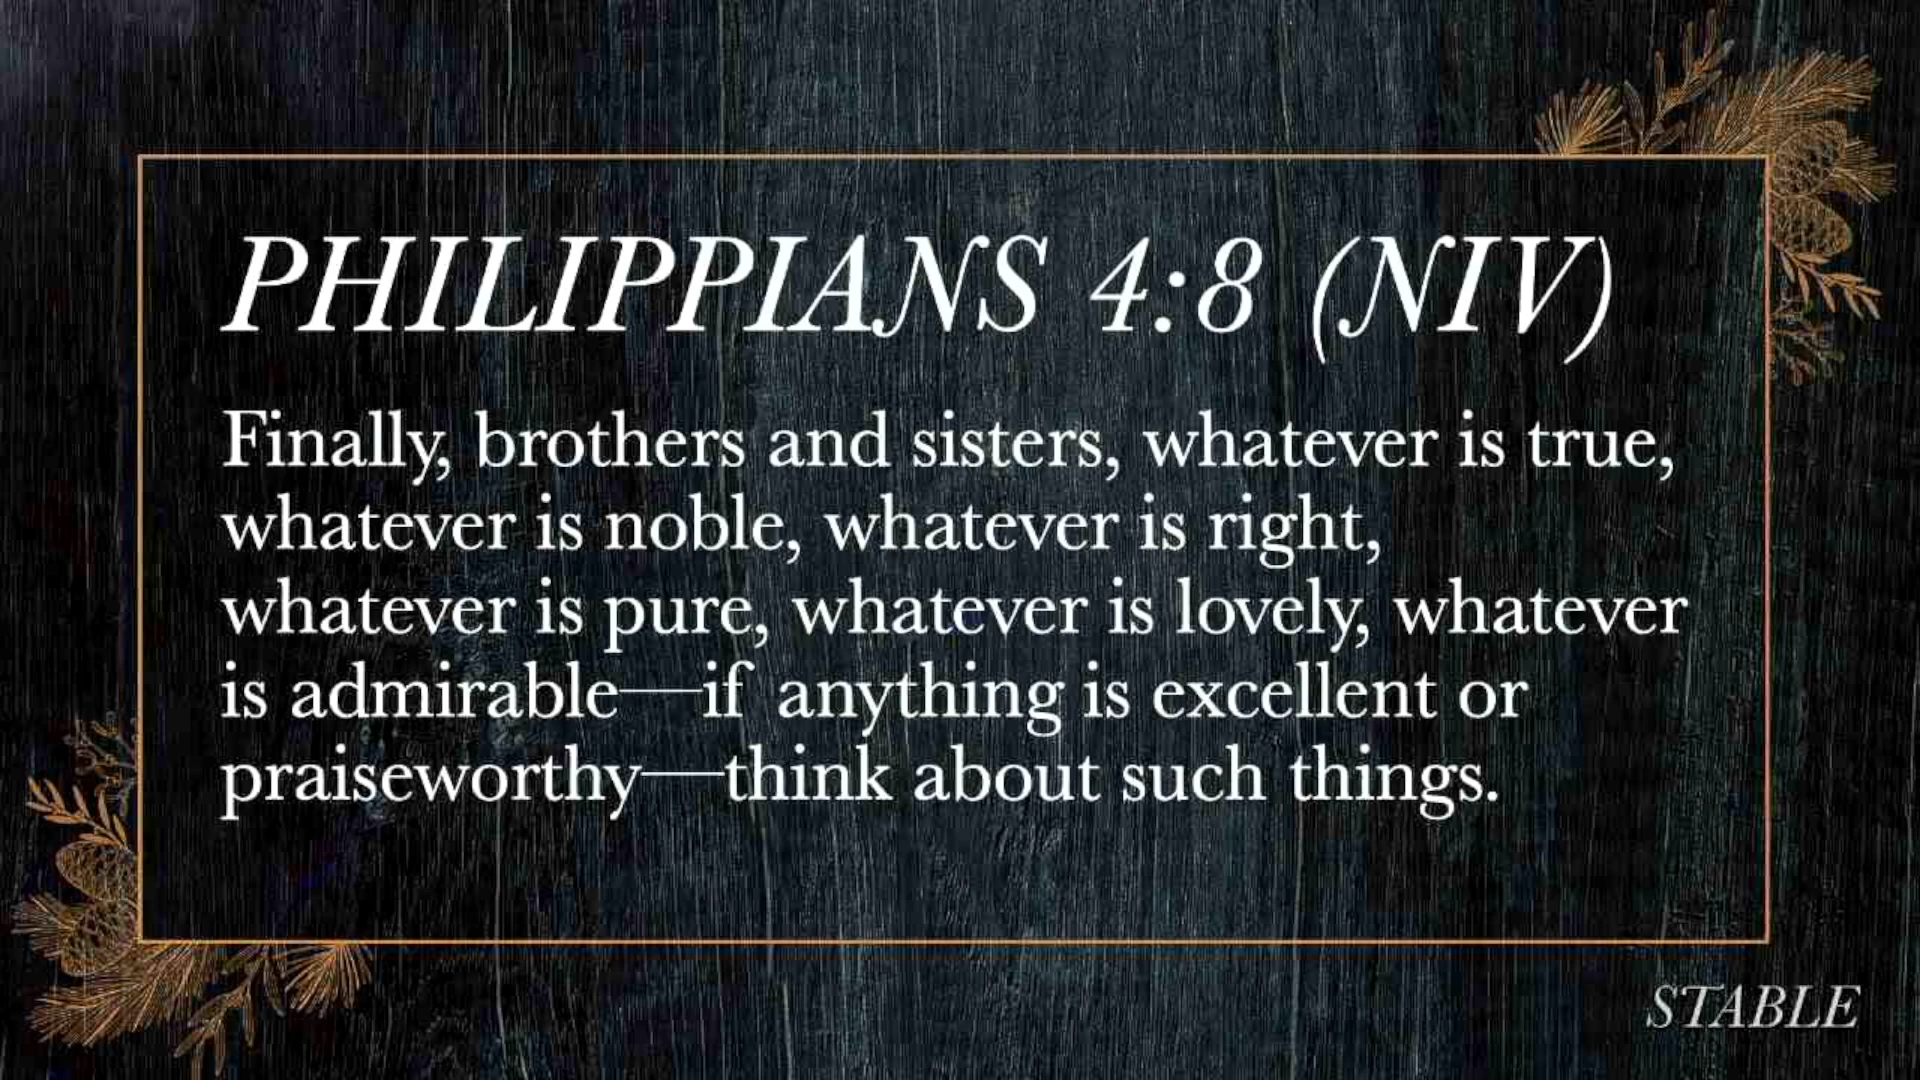 PHILIPPIANS 4:8 (NIV)
Finally, brothers and sisters, whatever is true,
whatever is noble, whatever is right,
whatever is pure, whatever is lovely, whatever
is admirable—if anything is excellent or
praiseworthy—think about such things.
STABLE